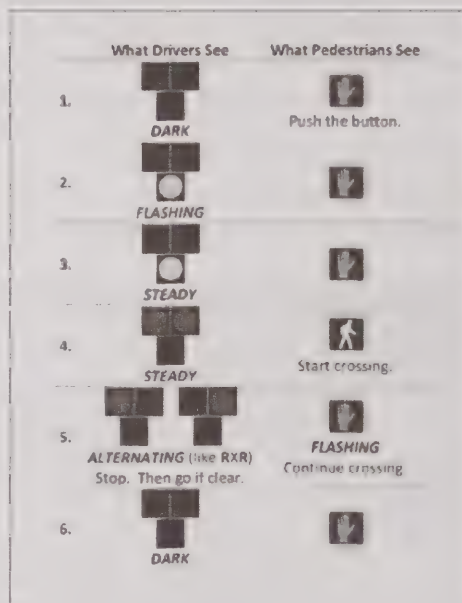 What Drivers See What Pedestrians See
1.
DARK
Push the button.
2.
FLASHING
3.
STEADY
4.
STEADY
Start crossing.
5.
ALTERNATING (like RXR)
Stop. Then go if clear.
FLASHING
Continue crossing
6.
DARK